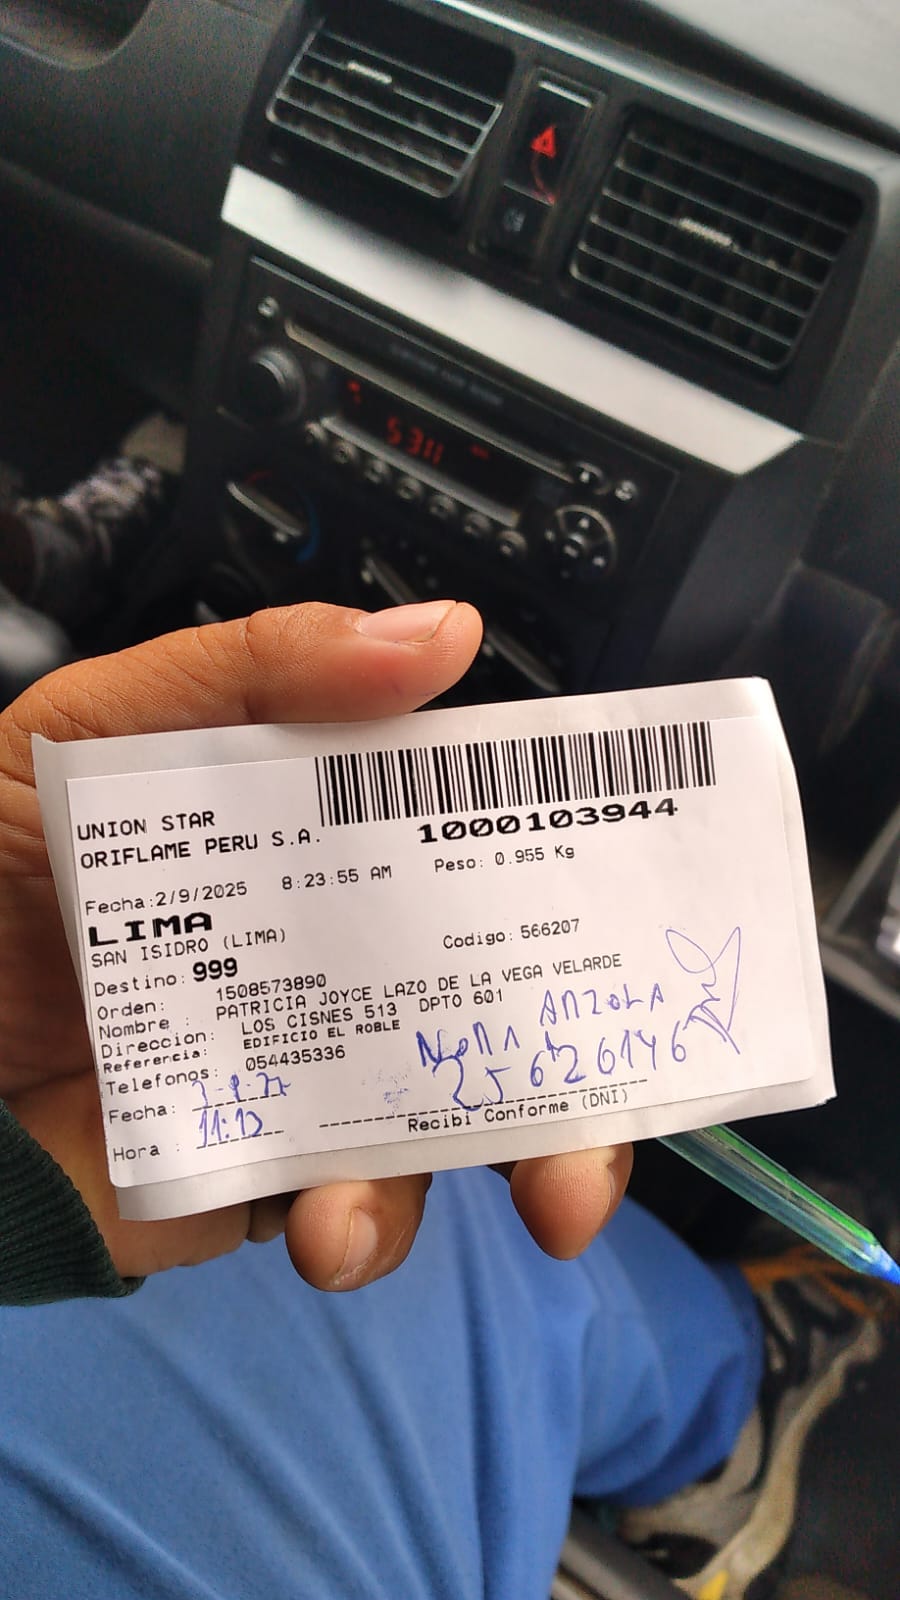 5311
UNION STAR
ORIFLAME PERU S.A.
1000103944
Fecha:2/9/2025 8:23:55 AM Peso: 0.955 Kg
LIMA
SAN ISIDRO (LIMA) Codigo: 566207
Destino: 999
Orden: 1508573890
Nombre : PATRICIA JOYCE LAZO DE LA VEGA VELARDE
Direccion: LOS CISNES 513 DPTO 601
Referencia: EDIFICIO EL ROBLE
Telefonos: 054435336
ANZOLA
25626146
Fecha:
Hora : 11:12
Recibi Conforme (DNI)